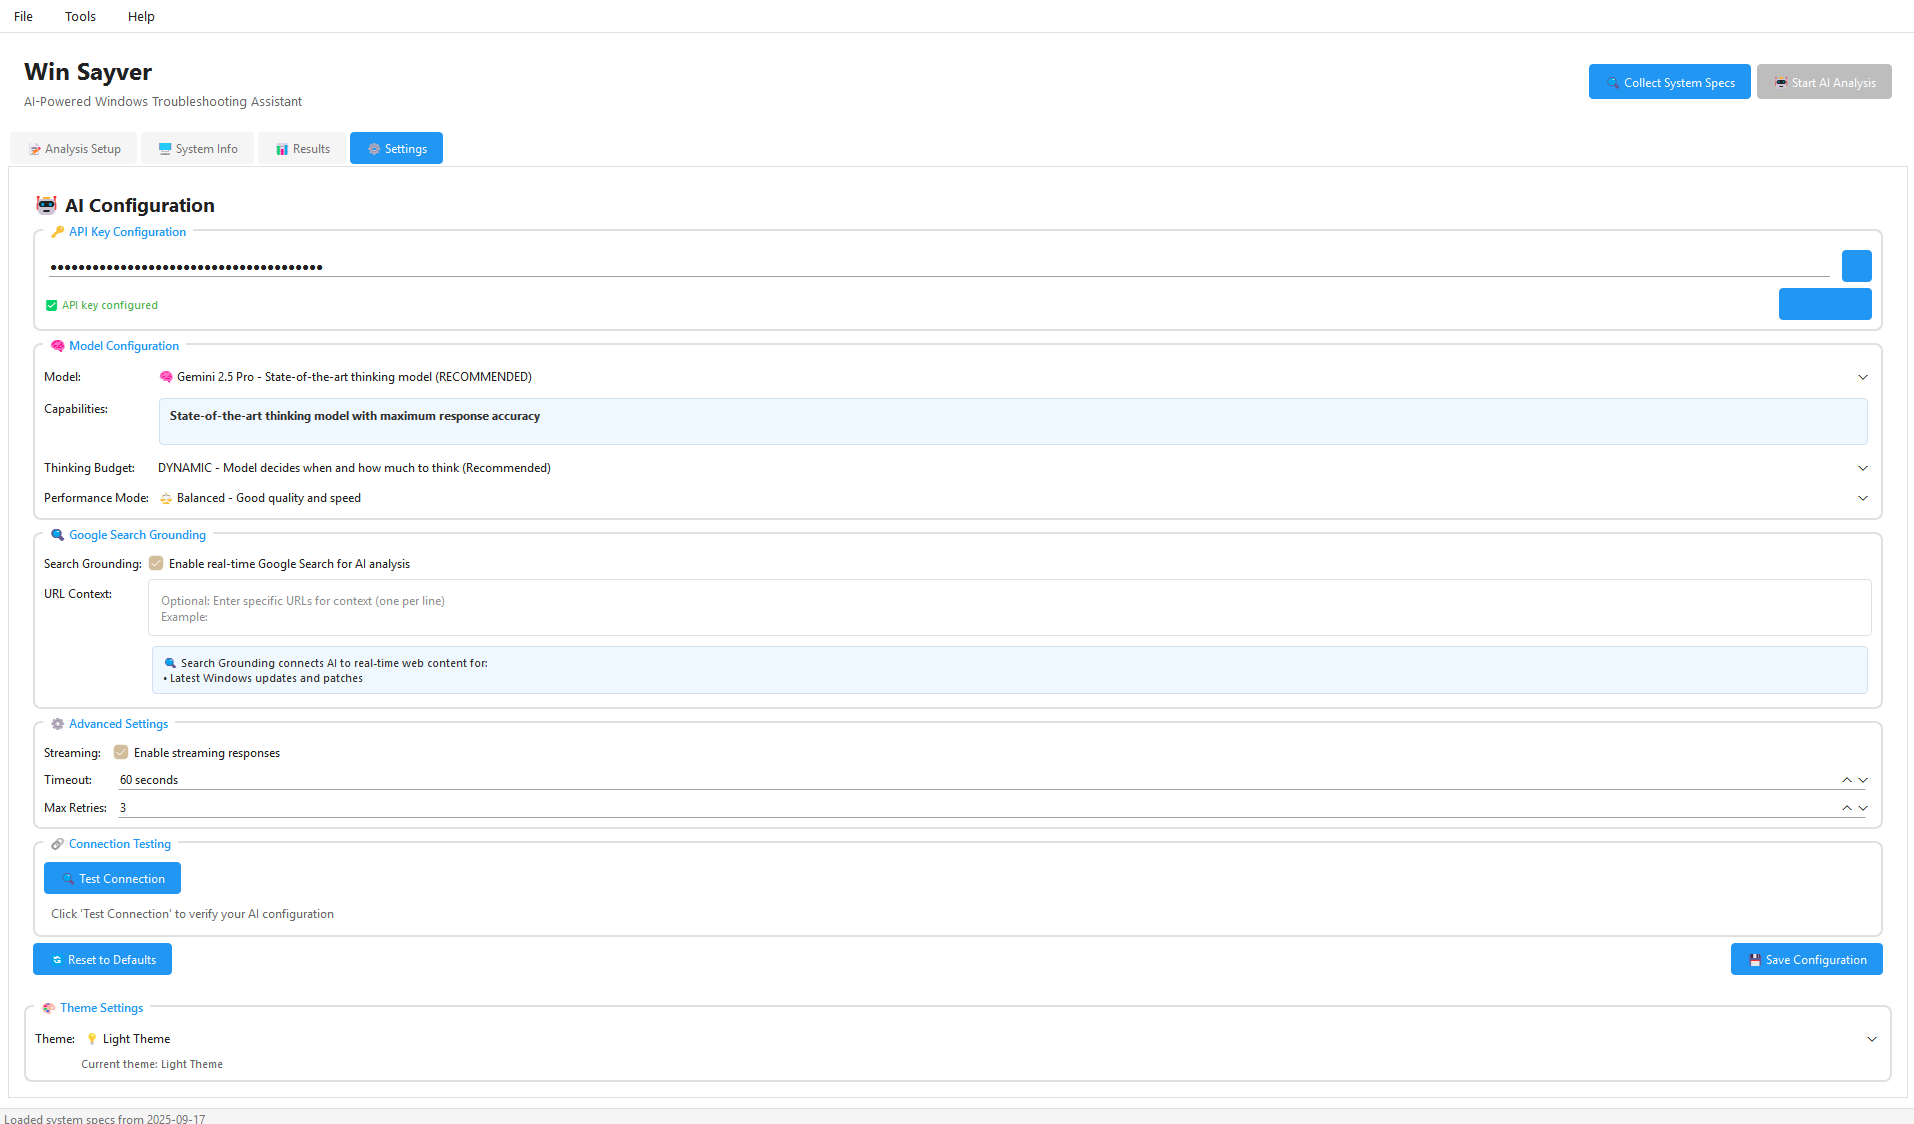 File Tools Help
Win Sayver
AI-Powered Windows Troubleshooting Assistant
Collect System Specs
Start AI Analysis
Analysis Setup
System Info
Results
Settings
AI Configuration
API Key Configuration
●●●●●●●●●●●●●●●●●●●●●●●●●●●●●●●●●●●●●●●
API key configured
Model Configuration
Model: Gemini 2.5 Pro - State-of-the-art thinking model (RECOMMENDED)
Capabilities: State-of-the-art thinking model with maximum response accuracy
Thinking Budget: DYNAMIC - Model decides when and how much to think (Recommended)
Performance Mode: Balanced - Good quality and speed
Google Search Grounding
Search Grounding: Enable real-time Google Search for AI analysis
URL Context: Optional: Enter specific URLs for context (one per line)
Example:
Search Grounding connects AI to real-time web content for:
• Latest Windows updates and patches
Advanced Settings
Streaming: Enable streaming responses
Timeout: 60 seconds
Max Retries: 3
Connection Testing
Test Connection
Click 'Test Connection' to verify your AI configuration
Reset to Defaults
Save Configuration
Theme Settings
Theme: Light Theme
Current theme: Light Theme
Loaded system specs from 2025-09-17